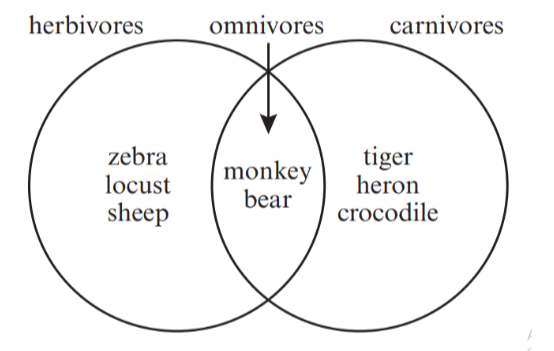 herbivores omnivores carnivores
zebra
locust
sheep
monkey
bear
tiger
heron
crocodile